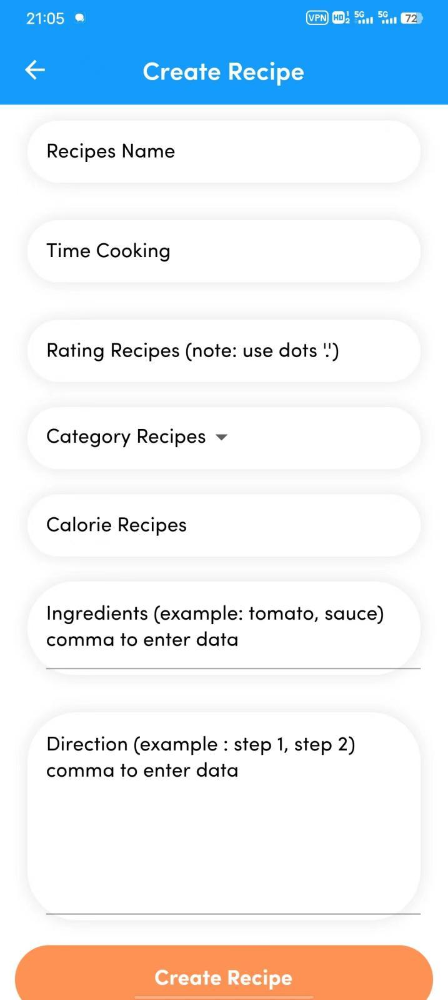 21:05
VPN HD 1 2 5G 5G 72
Create Recipe
Recipes Name
Time Cooking
Rating Recipes (note: use dots '.')
Category Recipes
Calorie Recipes
Ingredients (example: tomato, sauce)
comma to enter data
Direction (example : step 1, step 2)
comma to enter data
Create Recipe